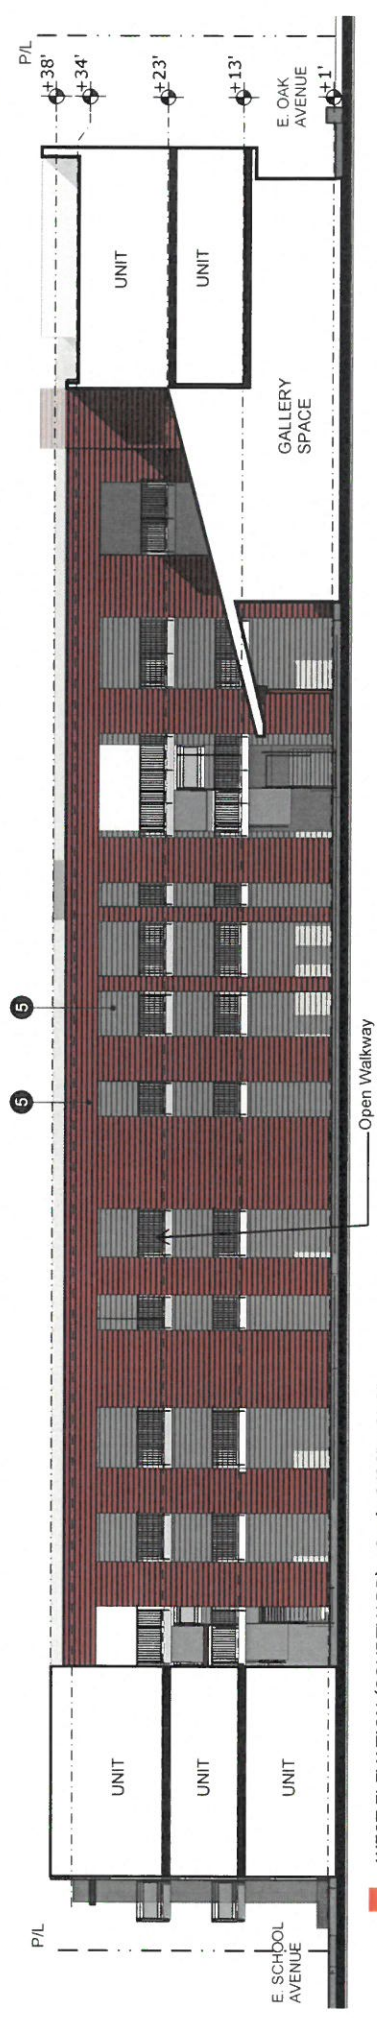 P/L
+38'
+34'
+23'
+13'
+1'
E. OAK
AVENUE
UNIT
UNIT
GALLERY
SPACE
5
5
Open Walkway
UNIT
UNIT
UNIT
P/L
E. SCHOOL
AVENUE